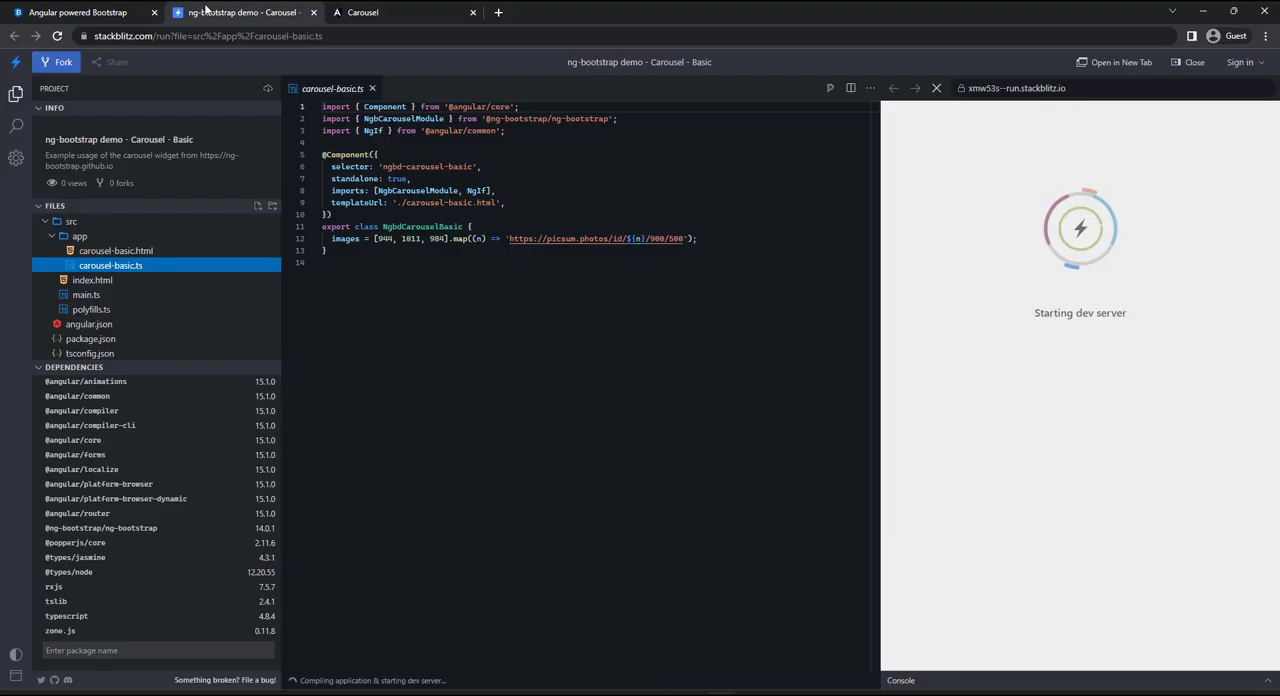 Angular powered Bootstrap
ng-bootstrap demo - Carousel -
Carousel
stackblitz.com/run?file=src%2Fapp%2Fcarousel-basic.ts
Guest
Fork
Share
ng-bootstrap demo - Carousel - Basic
Open in New Tab
Close
Sign in
PROJECT
carousel-basic.ts
xmw53s--run.stackblitz.io
INFO
ng-bootstrap demo - Carousel - Basic
Example usage of the carousel widget from https://ng-
bootstrap.github.io
0 views
0 forks
FILES
src
app
carousel-basic.html
carousel-basic.ts
index.html
main.ts
polyfills.ts
angular.json
package.json
tsconfig.json
DEPENDENCIES
@angular/animations 15.1.0
@angular/common 15.1.0
@angular/compiler 15.1.0
@angular/compiler-cli 15.1.0
@angular/core 15.1.0
@angular/forms 15.1.0
@angular/localize 15.1.0
@angular/platform-browser 15.1.0
@angular/platform-browser-dynamic 15.1.0
@angular/router 15.1.0
@ng-bootstrap/ng-bootstrap 14.0.1
@popperjs/core 2.11.6
@types/jasmine 4.3.1
@types/node 12.20.55
rxjs 7.5.7
tslib 2.4.1
typescript 4.8.4
zone.js 0.11.8
Enter package name
Something broken? File a bug!
1 import { Component } from '@angular/core';
2 import { NgbCarouselModule } from '@ng-bootstrap/ng-bootstrap';
3 import { NgIf } from '@angular/common';
4
5 @Component({
6 selector: 'ngbd-carousel-basic',
7 standalone: true,
8 imports: [NgbCarouselModule, NgIf],
9 templateUrl: './carousel-basic.html',
10 })
11 export class NgbdCarouselBasic {
12 images = [944, 1011, 984].map((n) => `https://picsum.photos/id/${n}/900/500`);
13 }
14
Compiling application & starting dev server...
Starting dev server
Console